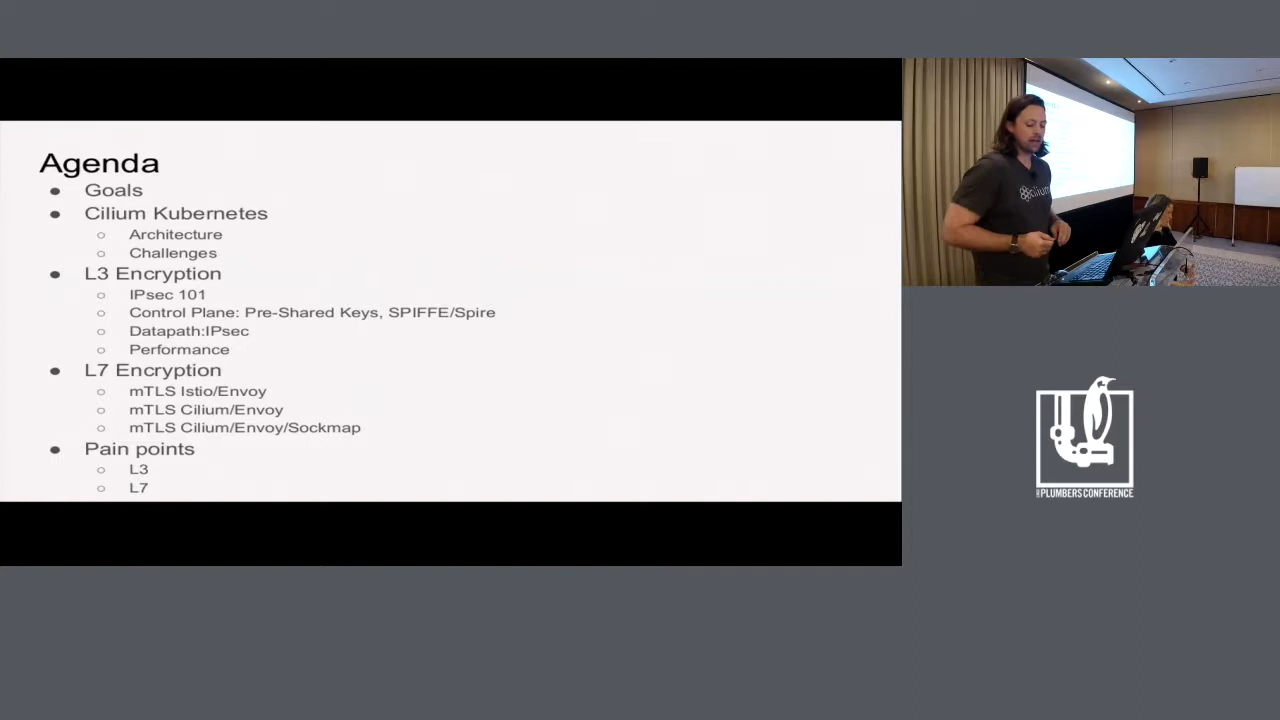 Agenda
● Goals
● Cilium Kubernetes
○ Architecture
○ Challenges
● L3 Encryption
○ IPsec 101
○ Control Plane: Pre-Shared Keys, SPIFFE/Spire
○ Datapath:IPsec
○ Performance
● L7 Encryption
○ mTLS Istio/Envoy
○ mTLS Cilium/Envoy
○ mTLS Cilium/Envoy/Sockmap
● Pain points
○ L3
○ L7
cilium
PLUMBERS CONFERENCE